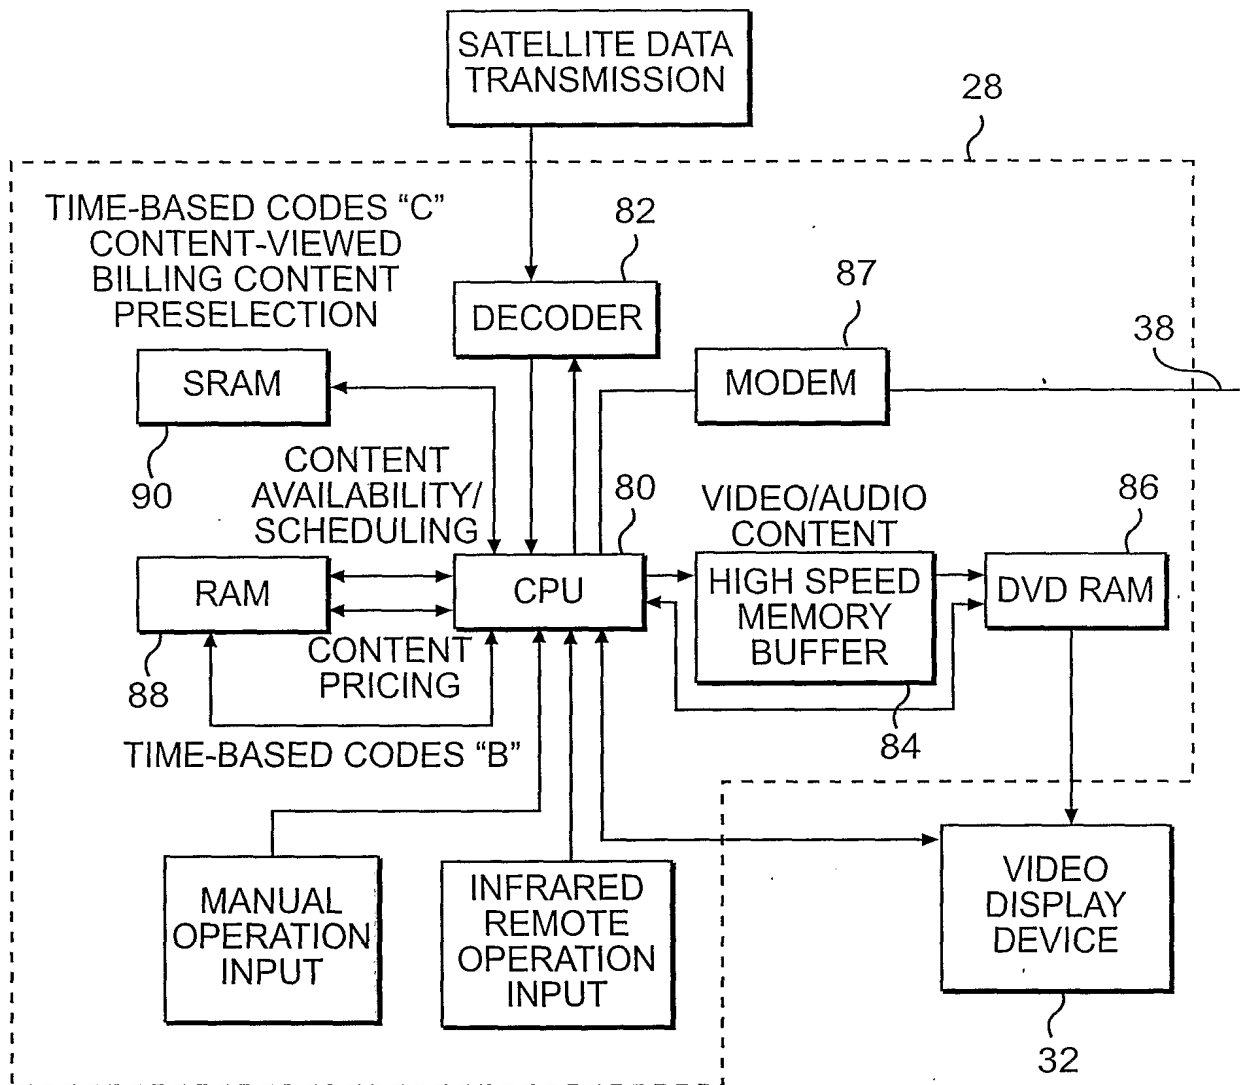 SATELLITE DATA
TRANSMISSION
28
TIME-BASED CODES “C”
CONTENT-VIEWED
BILLING CONTENT
PRESELECTION
82
DECODER
87
MODEM
38
SRAM
90
CONTENT
AVAILABILITY/
SCHEDULING
80
VIDEO/AUDIO
CONTENT
86
RAM
CPU
HIGH SPEED
MEMORY
BUFFER
DVD RAM
88
CONTENT
PRICING
84
TIME-BASED CODES “B”
MANUAL
OPERATION
INPUT
INFRARED
REMOTE
OPERATION
INPUT
VIDEO
DISPLAY
DEVICE
32